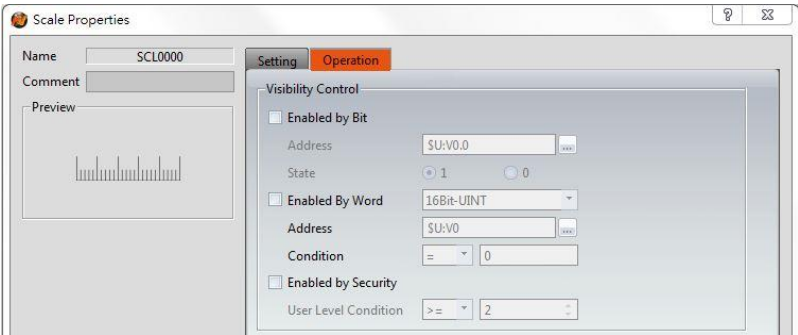 Scale Properties
Name SCL0000
Comment
Preview
Setting Operation
Visibility Control
Enabled by Bit
Address $U:V0.0 ...
State 1 0
Enabled By Word 16Bit-UINT
Address $U:V0 ...
Condition = 0
Enabled by Security
User Level Condition >= 2